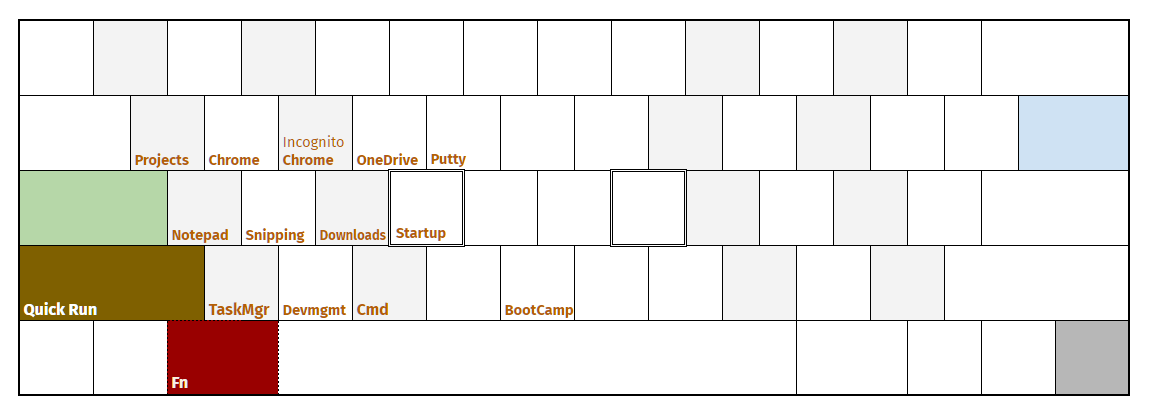 Incognito
Projects Chrome Chrome OneDrive Putty
Notepad Snipping Downloads Startup
Quick Run TaskMgr Devmgmt Cmd BootCamp
Fn